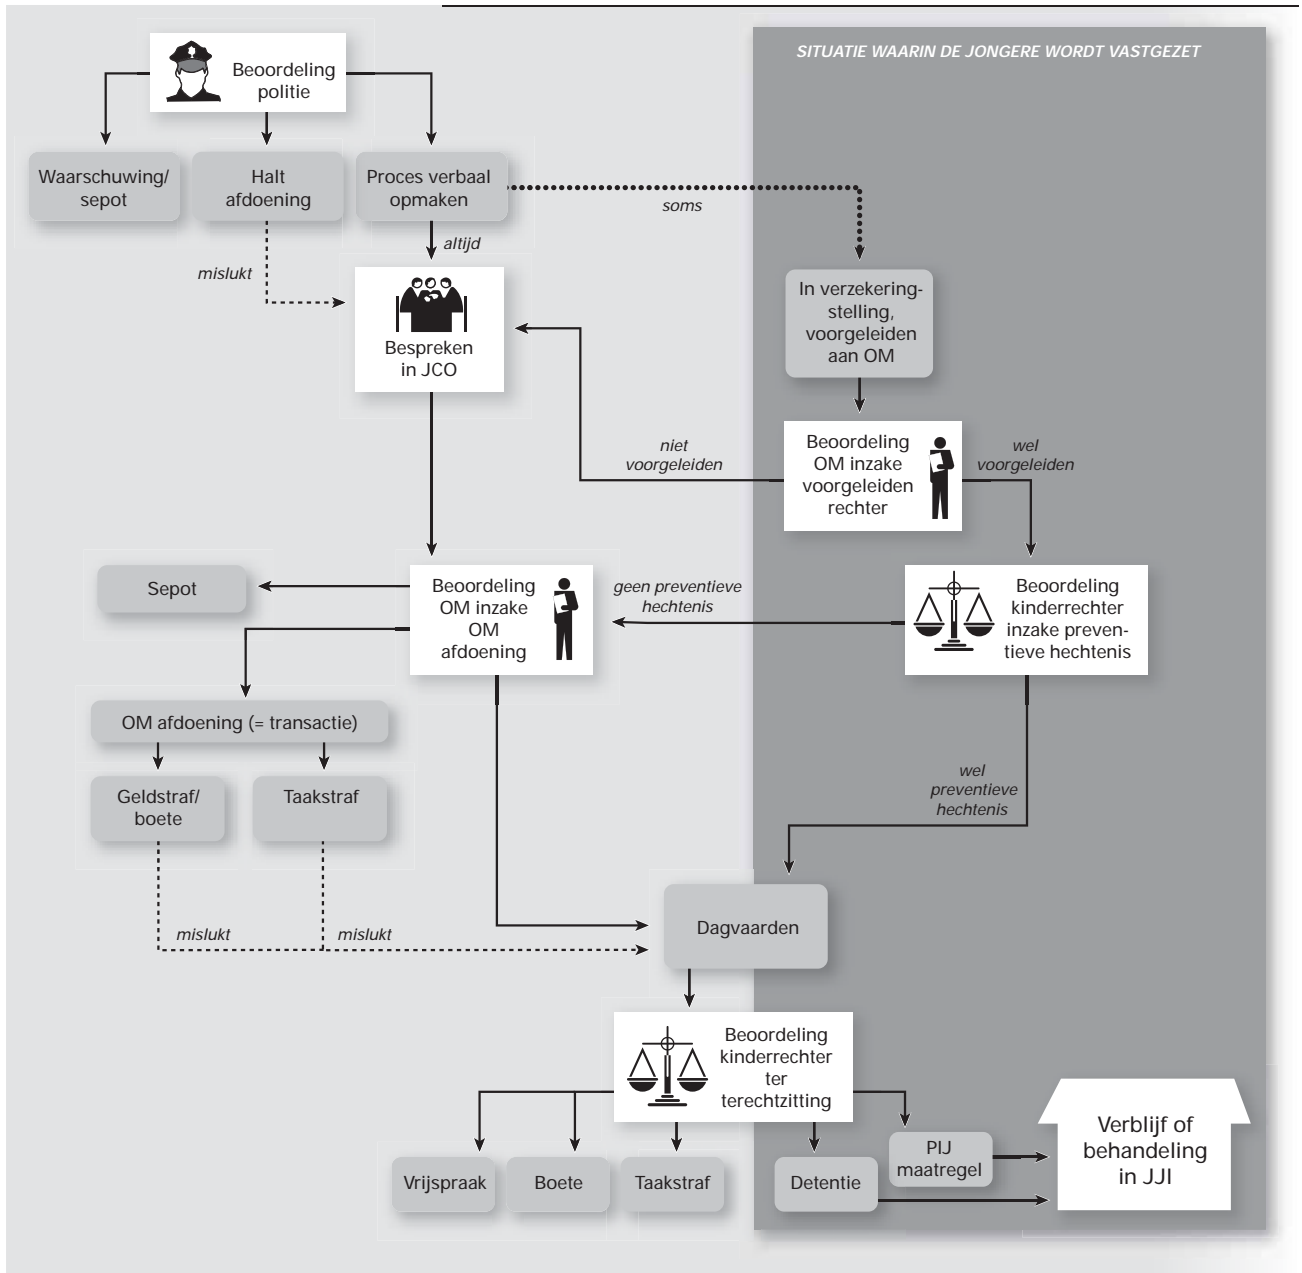 SITUATIE WAARIN DE JONGERE WORDT VASTGEZET
Beoordeling
politie
Waarschuwing/
sepot
Halt
afdoening
Proces verbaal
opmaken
soms
altijd
mislukt
Bespreken
in JCO
In verzekering-
stelling,
voorgeleiden
aan OM
niet
voorgeleiden
Beoordeling
OM inzake
voorgeleiden
rechter
wel
voorgeleiden
Sepot
Beoordeling
OM inzake
OM
afdoening
geen preventieve
hechtenis
Beoordeling
kinderrechter
inzake preven-
tieve hechtenis
OM afdoening (= transactie)
Geldstraf/
boete
Taakstraf
wel
preventieve
hechtenis
mislukt
mislukt
Dagvaarden
Beoordeling
kinderrechter
ter
terechtzitting
Vrijspraak
Boete
Taakstraf
Detentie
PIJ
maatregel
Verblijf of
behandeling
in JJI